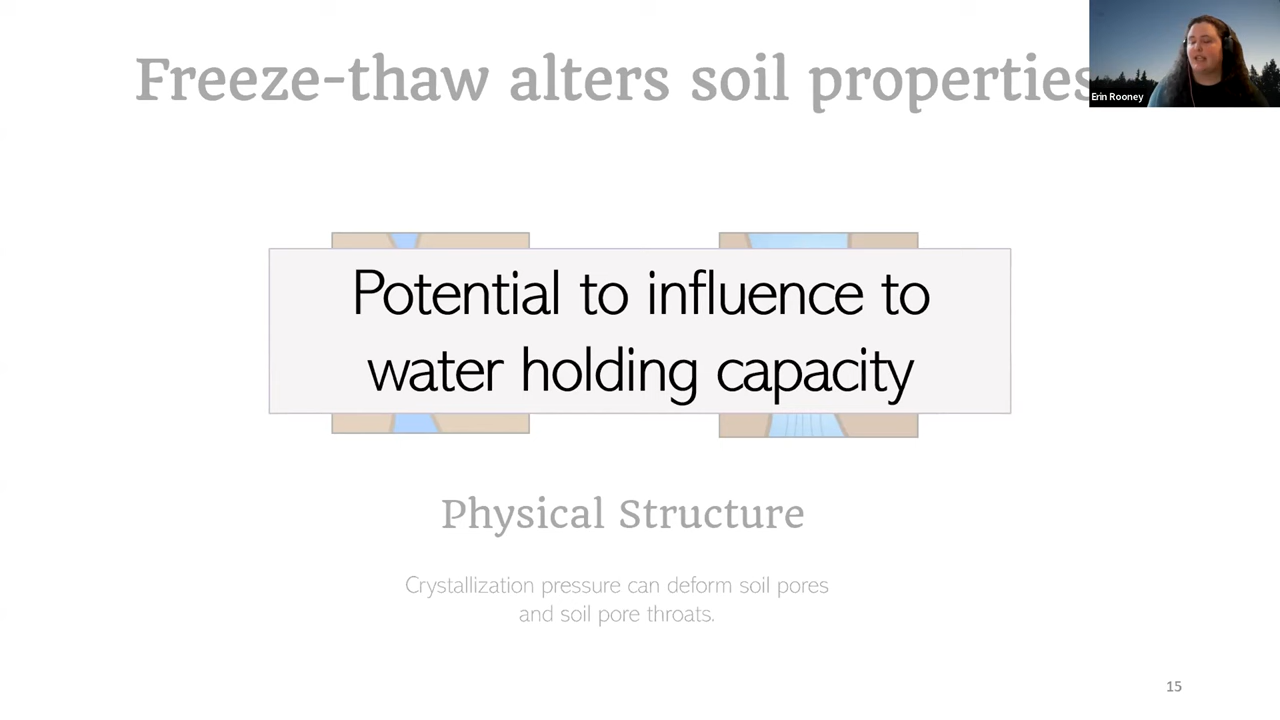 Freeze-thaw alters soil properties
Erin Rooney
Potential to influence to
water holding capacity
Physical Structure
Crystallization pressure can deform soil pores
and soil pore throats.
15